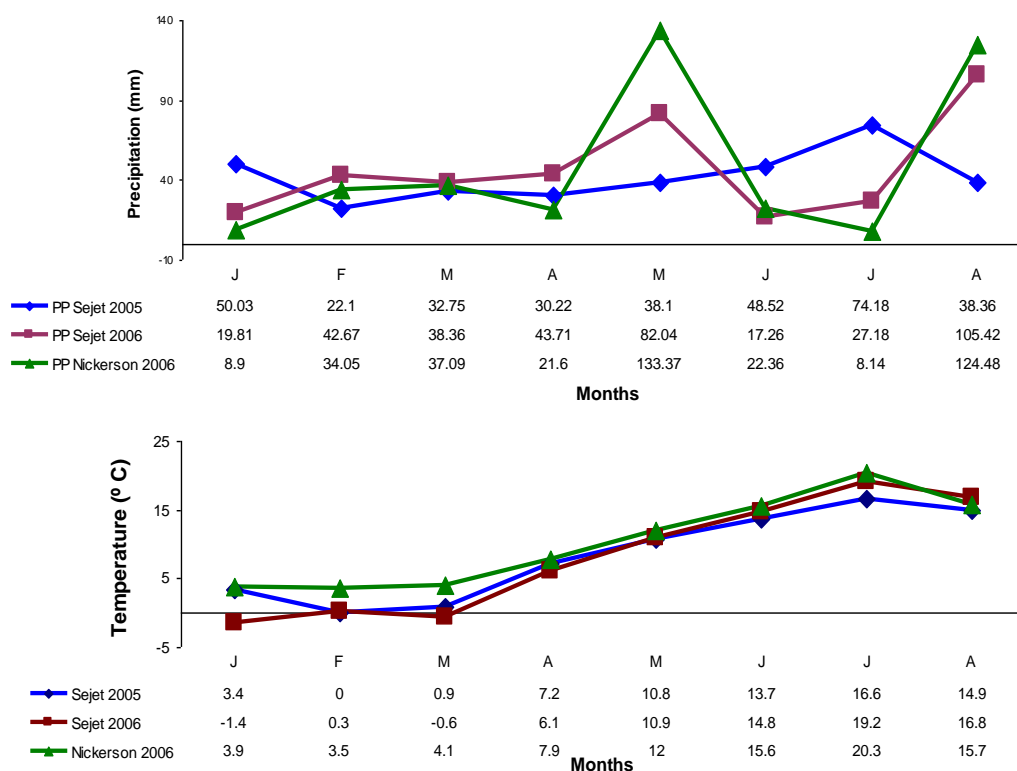 140
90
40
-10
Precipitation (mm)
J F M A M J J A
PP Sejet 2005 50.03 22.1 32.75 30.22 38.1 48.52 74.18 38.36
PP Sejet 2006 19.81 42.67 38.36 43.71 82.04 17.26 27.18 105.42
PP Nickerson 2006 8.9 34.05 37.09 21.6 133.37 22.36 8.14 124.48
Months
25
15
5
-5
Temperature (º C)
J F M A M J J A
Sejet 2005 3.4 0 0.9 7.2 10.8 13.7 16.6 14.9
Sejet 2006 -1.4 0.3 -0.6 6.1 10.9 14.8 19.2 16.8
Nickerson 2006 3.9 3.5 4.1 7.9 12 15.6 20.3 15.7
Months